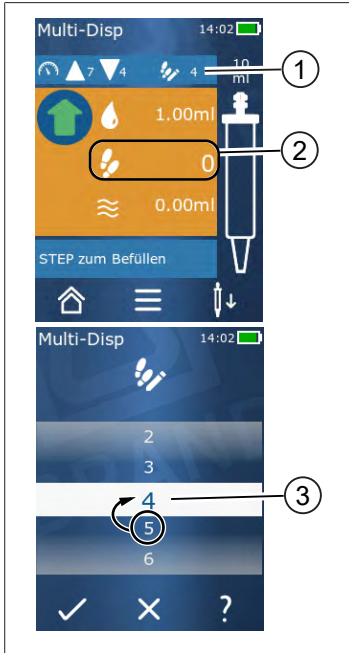 Multi-Disp 14:02
7 4 4 10 ml
1
1.00ml
2
0
0.00ml
STEP zum Befüllen
Multi-Disp 14:02
2
3
4
3
5
6
?
BRAND